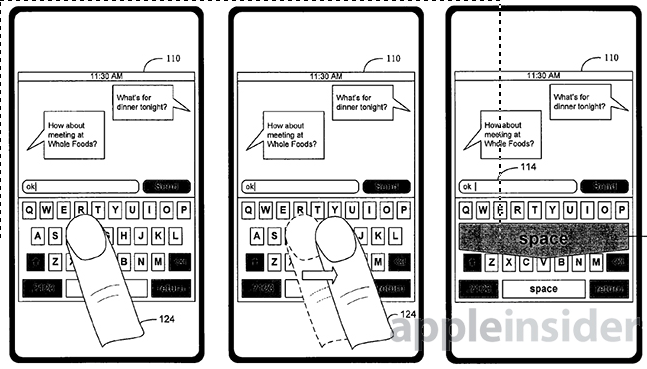 110
11:30 AM
What's for
dinner tonight?
How about
meeting at
Whole Foods?
ok
Send
Q W E R T Y U I O P
A S H J K L
Z X B N M
.?123
return
124
110
11:30 AM
What's for
dinner tonight?
How about
meeting at
Whole Foods?
ok
Send
Q W E R T Y U I O P
A S J K L
Z B N M
.?123
return
124
110
11:30 AM
What's for
dinner tonight?
How about
meeting at
Whole Foods?
114
ok
Send
Q W E R T Y U I O P
space
Z X C V B N M
.?123
space
return
appleinsider